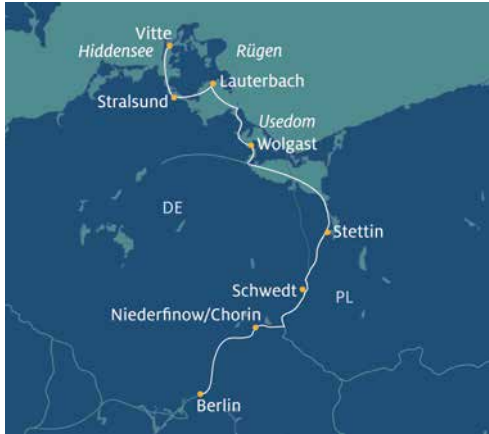 Vitte
Hiddensee
Rügen
Lauterbach
Stralsund
Usedom
Wolgast
DE
Stettin
Schwedt
PL
Niederfinow/Chorin
Berlin